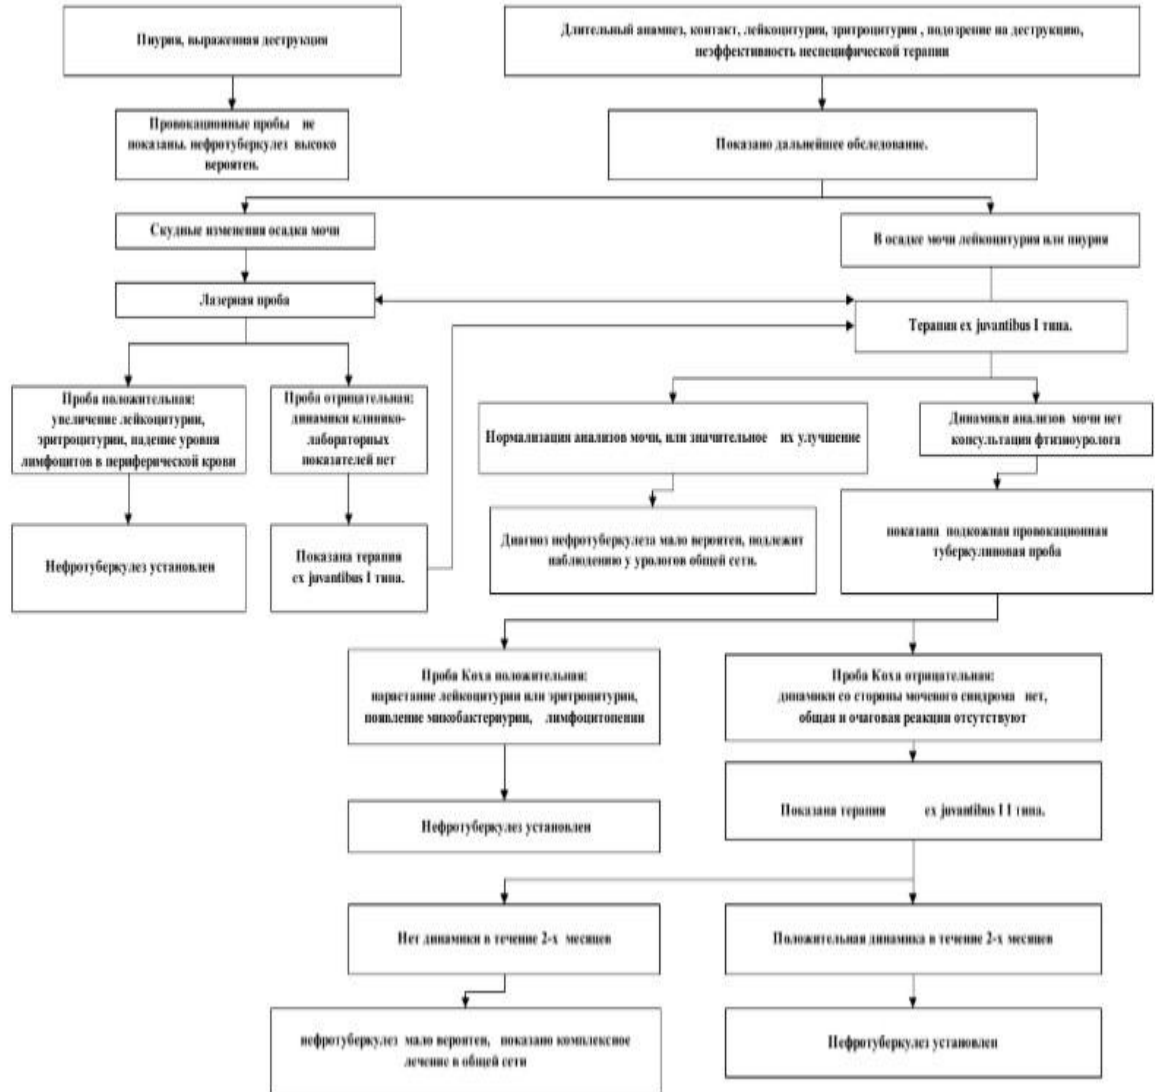 Пиурия, выраженная деструкция
Длительный анамнез, контакт, лейкоцитурия, эритроцитурия , подозрение на деструкцию,
неэффективность неспецифической терапии
Провокационные пробы не
показаны. нефротуберкулез высоко
вероятен.
Показано дальнейшее обследование.
Скудные изменения осадка мочи
В осадке мочи лейкоцитурия или пиурия
Лазерная проба
Терапия ex juvantibus I типа.
Проба положительная:
увеличение лейкоцитурии,
эритроцитурии, падение уровня
лимфоцитов в периферической крови
Проба отрицательная:
динамики клинико-
лабораторных
показателей нет
Нормализация анализов мочи, или значительное их улучшение
Динамики анализов мочи нет
консультация фтизиоуролога
Нефротуберкулез установлен
Показана терапия
ex juvantibus I типа.
Диагноз нефротуберкулеза мало вероятен, подлежит
наблюдению у урологов общей сети.
показана подкожная провокационная
туберкулиновая проба
Проба Коха положительная:
нарастание лейкоцитурии или эритроцитурии,
появление микобактериурии, лимфоцитопении
Проба Коха отрицательная:
динамики со стороны мочевого синдрома нет,
общая и очаговая реакции отсутствуют
Нефротуберкулез установлен
Показана терапия ex juvantibus I I типа.
Нет динамики в течение 2-х месяцев
Положительная динамика в течение 2-х месяцев
нефротуберкулез мало вероятен, показано комплексное
лечение в общей сети
Нефротуберкулез установлен